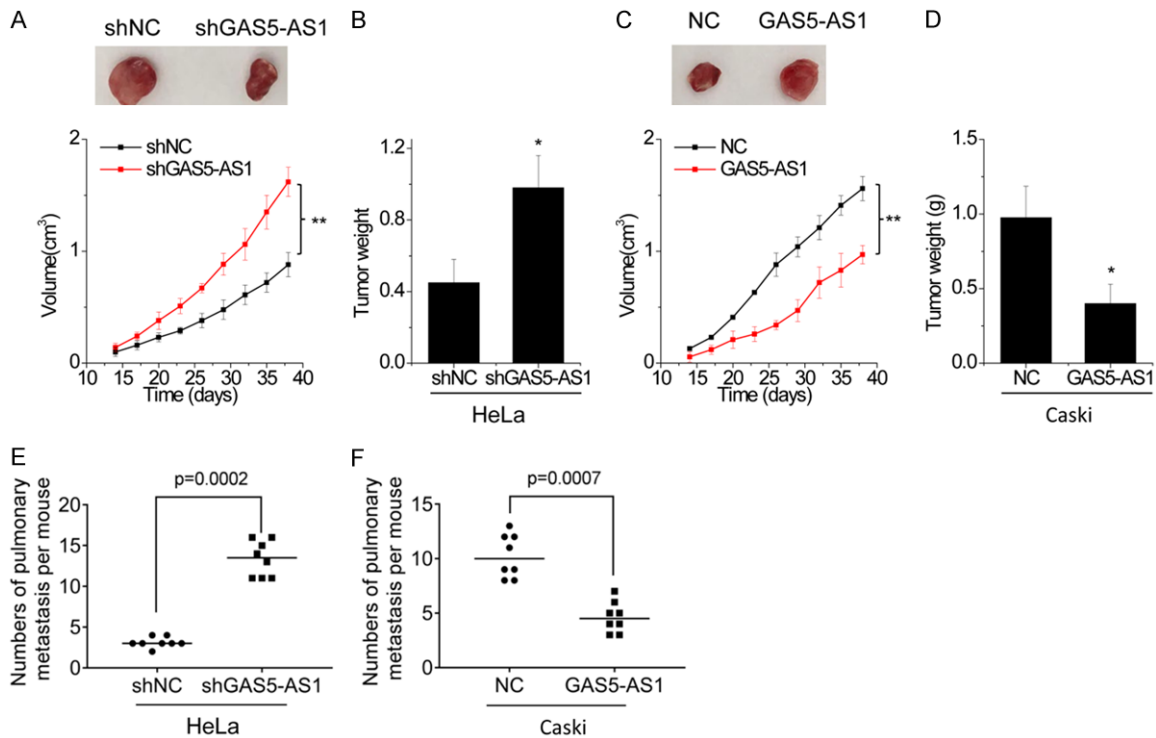 A
shNC shGAS5-AS1
2
1
0
Volume(cm³)
shNC
shGAS5-AS1
**
10 15 20 25 30 35 40
Time (days)
B
1.2
0.8
0.4
0.0
Tumor weight
*
shNC shGAS5-AS1
HeLa
C
NC GAS5-AS1
2
1
0
Volume(cm³)
NC
GAS5-AS1
**
10 15 20 25 30 35 40
Time (days)
D
1.5
1.0
0.5
0.0
Tumor weight (g)
*
NC GAS5-AS1
Caski
E
p=0.0002
20
15
10
5
0
Numbers of pulmonary
metastasis per mouse
shNC shGAS5-AS1
HeLa
F
p=0.0007
15
10
5
0
Numbers of pulmonary
metastasis per mouse
NC GAS5-AS1
Caski